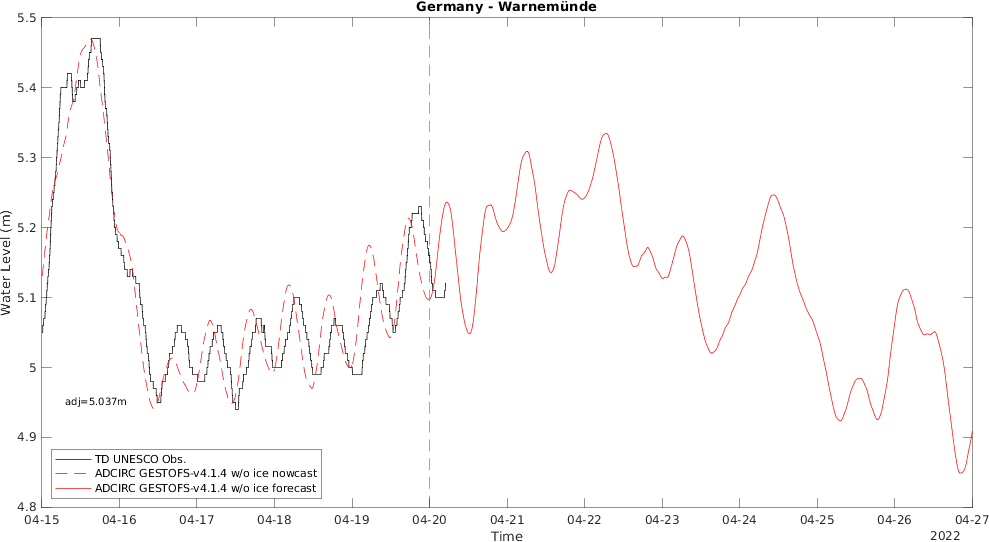 Germany - Warnemünde
5.5
5.4
5.3
5.2
5.1
5
4.9
4.8
Water Level (m)
adj=5.037m
TD UNESCO Obs.
ADCIRC GESTOFS-v4.1.4 w/o ice nowcast
ADCIRC GESTOFS-v4.1.4 w/o ice forecast
04-15 04-16 04-17 04-18 04-19 04-20 04-21 04-22 04-23 04-24 04-25 04-26 04-27
Time
2022